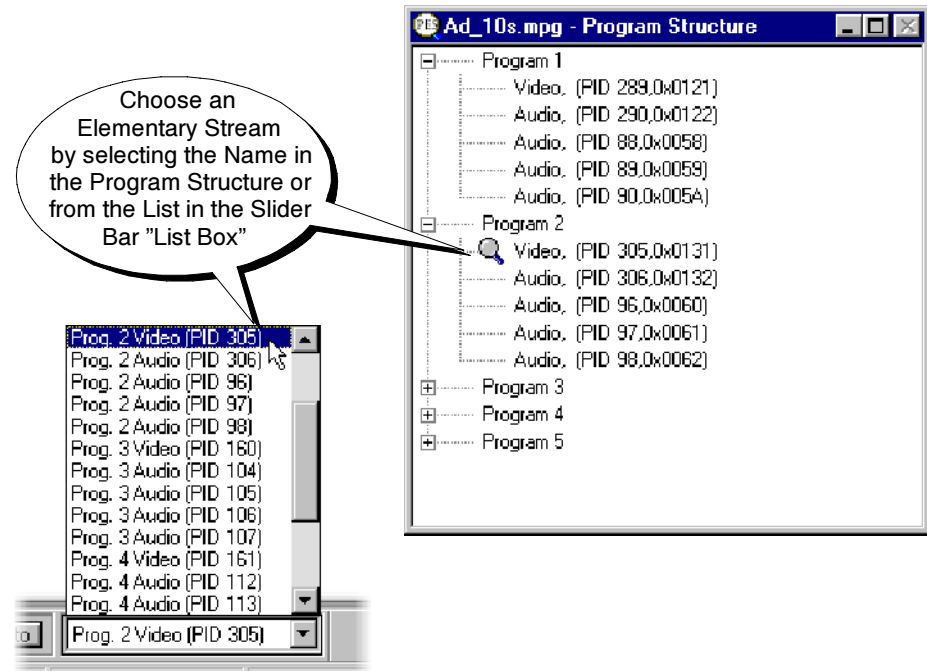 Ad_10s.mpg - Program Structure
Program 1
Video, (PID 289,0x0121)
Audio, (PID 290,0x0122)
Audio, (PID 88,0x0058)
Audio, (PID 89,0x0059)
Audio, (PID 90,0x005A)
Program 2
Video, (PID 305,0x0131)
Audio, (PID 306,0x0132)
Audio, (PID 96,0x0060)
Audio, (PID 97,0x0061)
Audio, (PID 98,0x0062)
Program 3
Program 4
Program 5
Choose an
Elementary Stream
by selecting the Name in
the Program Structure or
from the List in the Slider
Bar ”List Box”
Prog. 2 Video (PID 305)
Prog. 2 Audio (PID 306)
Prog. 2 Audio (PID 96)
Prog. 2 Audio (PID 97)
Prog. 2 Audio (PID 98)
Prog. 3 Video (PID 160)
Prog. 3 Audio (PID 104)
Prog. 3 Audio (PID 105)
Prog. 3 Audio (PID 106)
Prog. 3 Audio (PID 107)
Prog. 4 Video (PID 161)
Prog. 4 Audio (PID 112)
Prog. 4 Audio (PID 113)
Prog. 2 Video (PID 305)